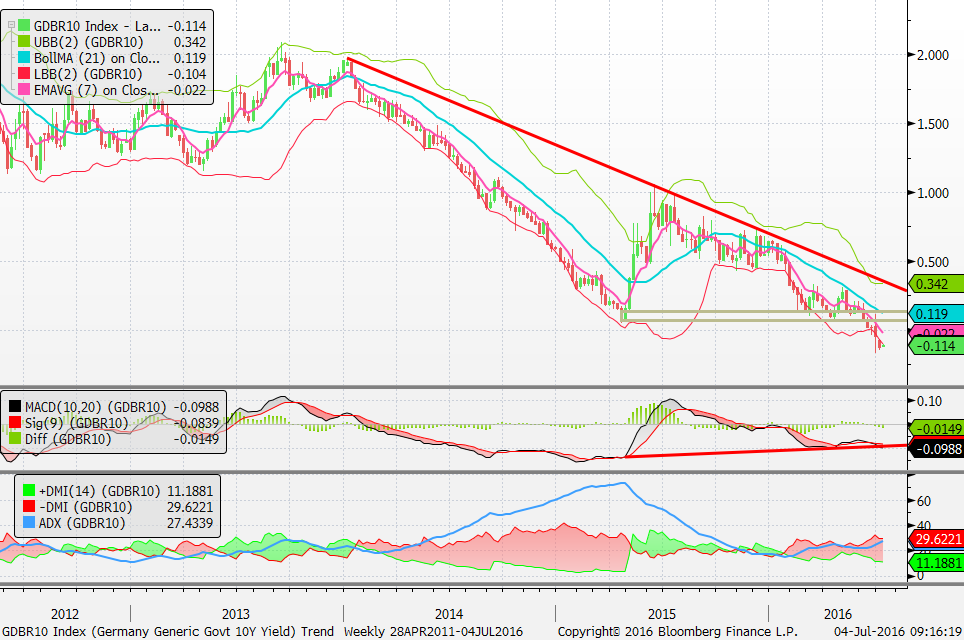 GDBR10 Index - La... -0.114
UBB(2) (GDBR10) 0.342
BollMA (21) on Clo... 0.119
LBB(2) (GDBR10) -0.104
EMAVG (7) on Clos... -0.022
2.000
1.500
1.000
0.500
0.342
0.119
-0.022
-0.114
MACD(10,20) (GDBR10) -0.0988
Sig(9) (GDBR10) -0.0839
Diff (GDBR10) -0.0149
0.10
-0.0149
-0.0988
+DMI(14) (GDBR10) 11.1881
-DMI (GDBR10) 29.6221
ADX (GDBR10) 27.4339
60
40
29.6221
20
11.1881
0
2012 2013 2014 2015 2016
GDBR10 Index (Germany Generic Govt 10Y Yield) Trend Weekly 28APR2011-04JUL2016 Copyright© 2016 Bloomberg Finance L.P. 04-Jul-2016 09:16:19